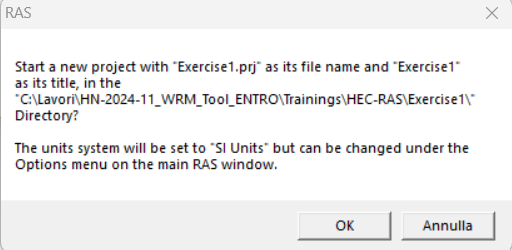 RAS
Start a new project with "Exercise1.prj" as its file name and "Exercise1"
as its title, in the
"C:\Lavori\HN-2024-11_WRM_Tool_ENTRO\Trainings\HEC-RAS\Exercise1\"
Directory?
The units system will be set to "SI Units" but can be changed under the
Options menu on the main RAS window.
OK
Annulla